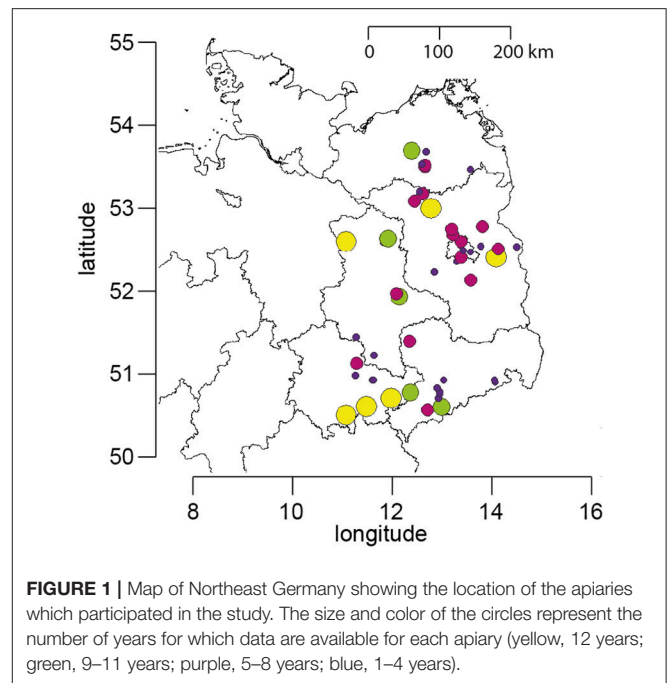 55
54
53
52
51
50
latitude
0 100 200 km
8 10 12 14 16
longitude
FIGURE 1 | Map of Northeast Germany showing the location of the apiaries
which participated in the study. The size and color of the circles represent the
number of years for which data are available for each apiary (yellow, 12 years;
green, 9–11 years; purple, 5–8 years; blue, 1–4 years).